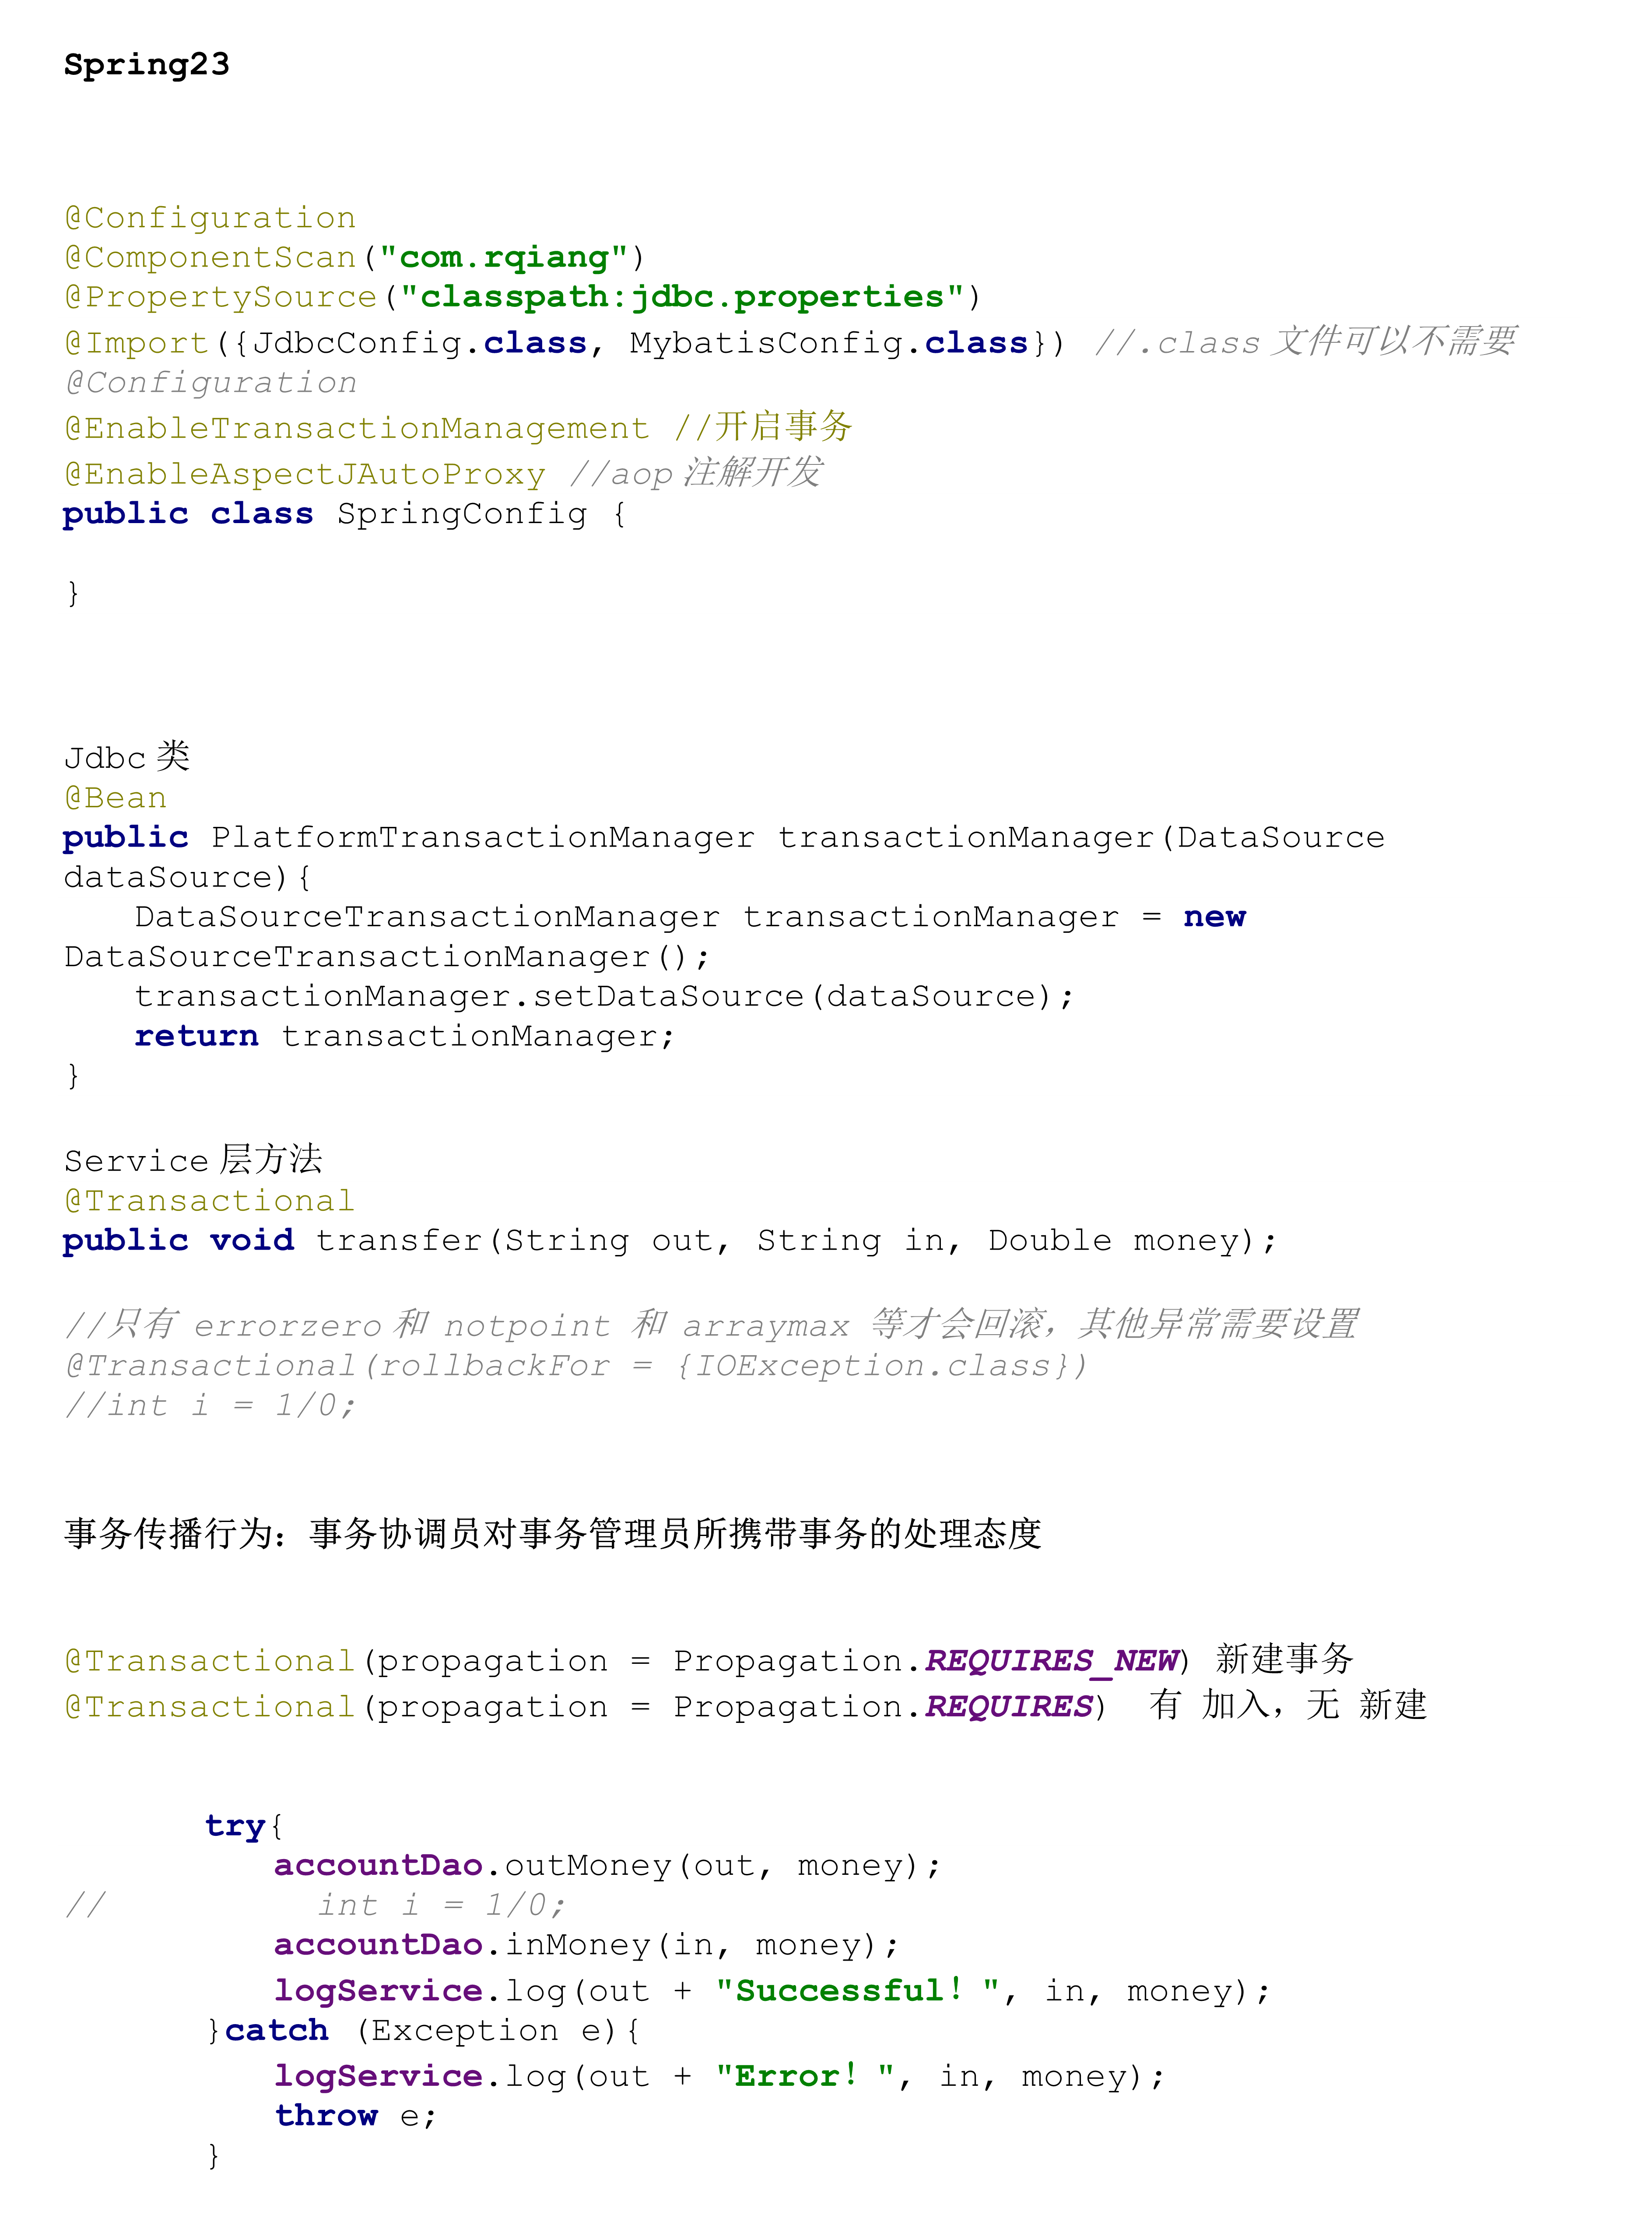 Spring23
@Configuration
@ComponentScan("com.rqiang")
@PropertySource("classpath:jdbc.properties")
@Import({JdbcConfig.class, MybatisConfig.class}) //.class 文件可以不需要
@Configuration
@EnableTransactionManagement //开启事务
@EnableAspectJAutoProxy //aop 注解开发
public class SpringConfig {
}
Jdbc 类
@Bean
public PlatformTransactionManager transactionManager(DataSource
dataSource){
DataSourceTransactionManager transactionManager = new
DataSourceTransactionManager();
transactionManager.setDataSource(dataSource);
return transactionManager;
}
Service 层方法
@Transactional
public void transfer(String out, String in, Double money);
//只有 errorzero 和 notpoint 和 arraymax 等才会回滚，其他异常需要设置
@Transactional(rollbackFor = {IOException.class})
//int i = 1/0;
事务传播行为：事务协调员对事务管理员所携带事务的处理态度
@Transactional(propagation = Propagation.REQUIRES_NEW) 新建事务
@Transactional(propagation = Propagation.REQUIRES) 有 加入，无 新建
try{
accountDao.outMoney(out, money);
// int i = 1/0;
accountDao.inMoney(in, money);
logService.log(out + "Successful！", in, money);
}catch (Exception e){
logService.log(out + "Error！", in, money);
throw e;
}